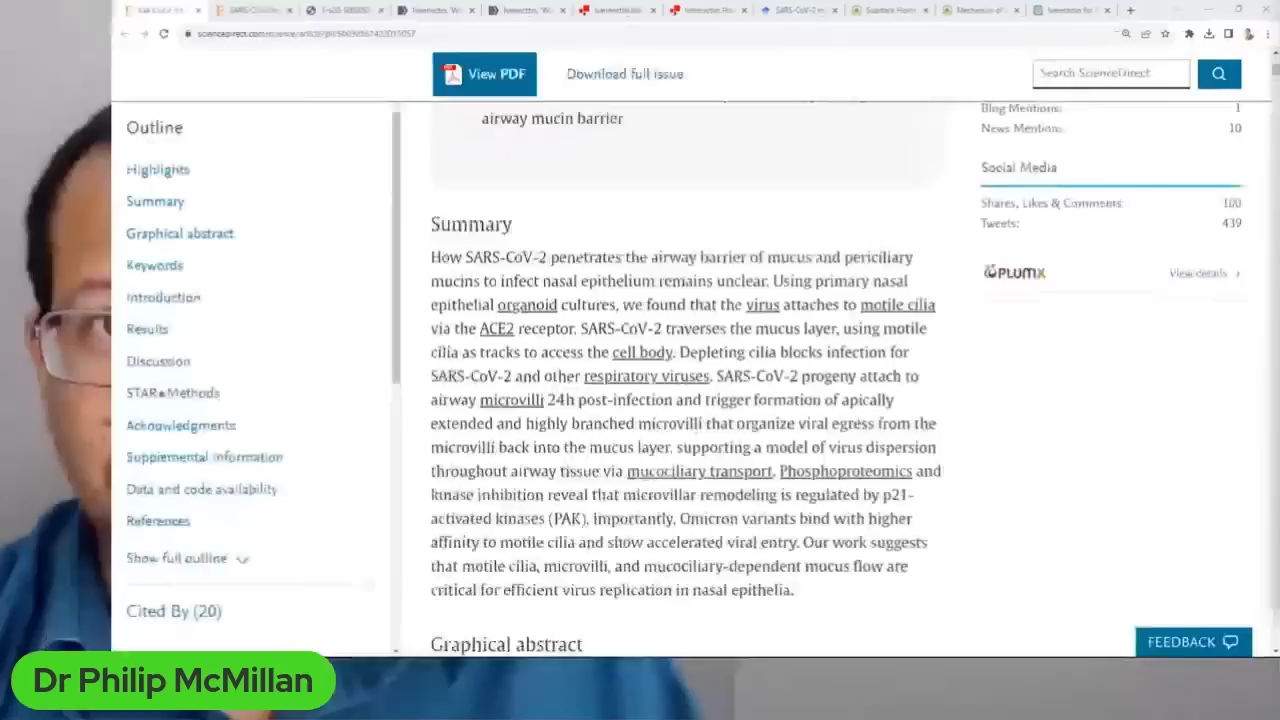 sciencedirect.com/science/article/pii/
View PDF
Download full issue
Search ScienceDirect
Outline
Highlights
Summary
Graphical abstract
Keywords
Introduction
Results
Discussion
STAR★Methods
Acknowledgments
Supplemental information
Data and code availability
References
Show full outline
Cited By (20)
airway mucin barrier
Summary
How SARS-CoV-2 penetrates the airway barrier of mucus and periciliary
mucins to infect nasal epithelium remains unclear. Using primary nasal
epithelial organoid cultures, we found that the virus attaches to motile cilia
via the ACE2 receptor. SARS-CoV-2 traverses the mucus layer, using motile
cilia as tracks to access the cell body. Depleting cilia blocks infection for
SARS-CoV-2 and other respiratory viruses. SARS-CoV-2 progeny attach to
airway microvilli 24 h post-infection and trigger formation of apically
extended and highly branched microvilli that organize viral egress from the
microvilli back into the mucus layer, supporting a model of virus dispersion
throughout airway tissue via mucociliary transport. Phosphoproteomics and
kinase inhibition reveal that microvillar remodeling is regulated by p21-
activated kinases (PAK). Importantly, Omicron variants bind with higher
affinity to motile cilia and show accelerated viral entry. Our work suggests
that motile cilia, microvilli, and mucociliary-dependent mucus flow are
critical for efficient virus replication in nasal epithelia.
Graphical abstract
Blog Mentions: 1
News Mentions: 10
Social Media
Shares, Likes & Comments: 100
Tweets: 439
PLUMX
View details
FEEDBACK
Dr Philip McMillan